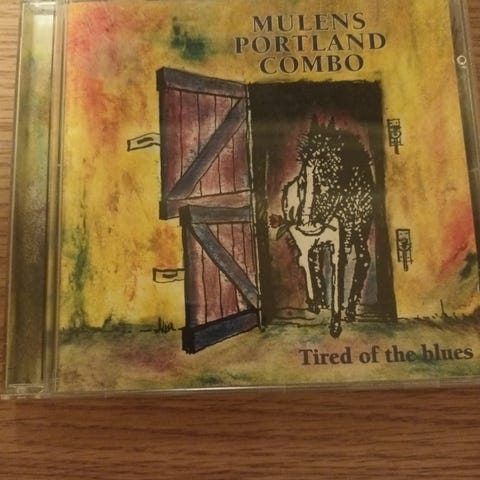 MULENS
PORTLAND
COMBO
Tired of the blues